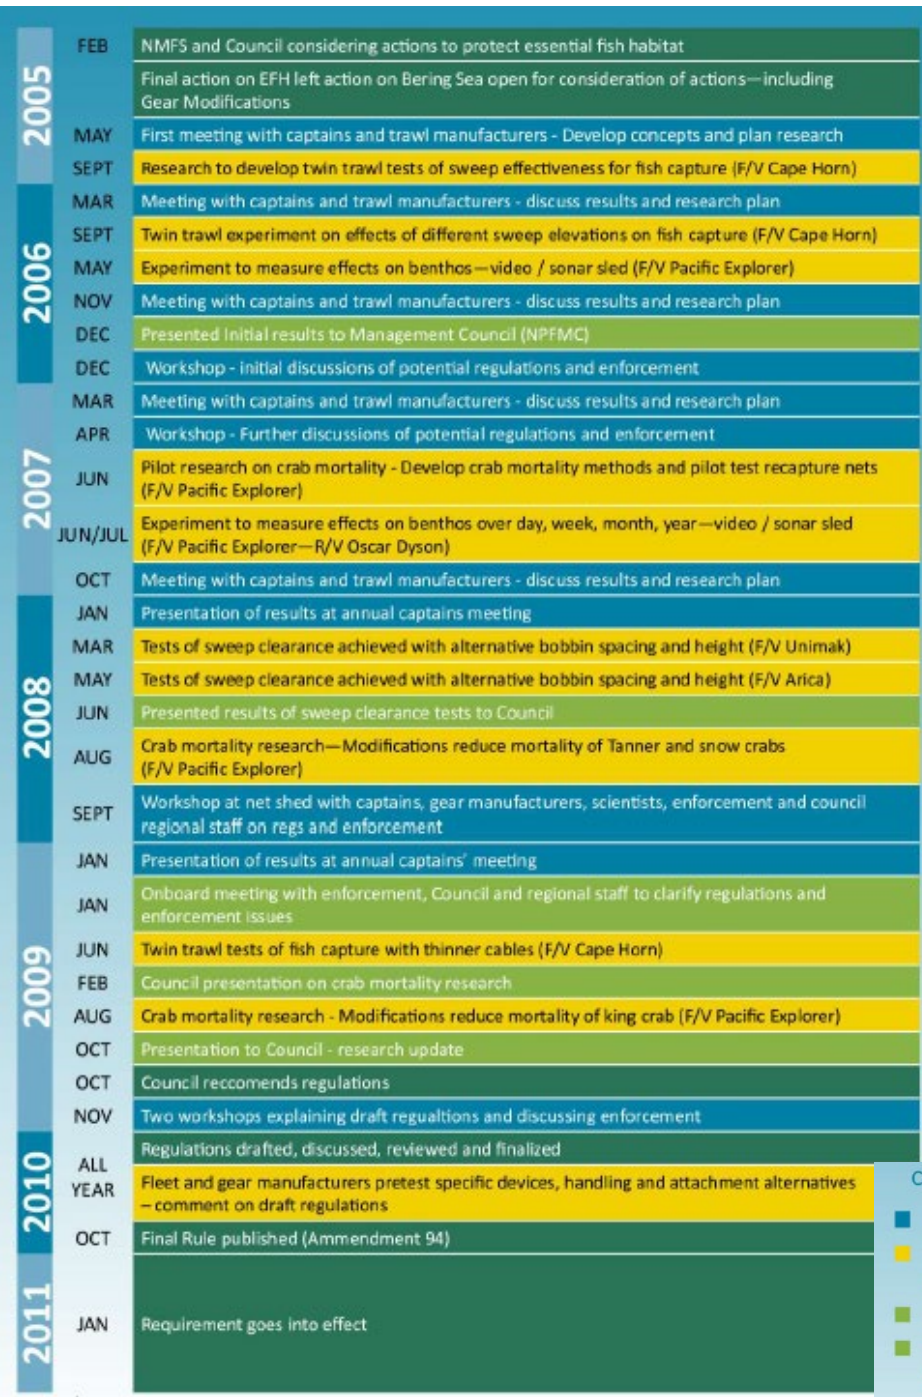 2005
FEB
NMFS and Council considering actions to protect essential fish habitat
Final action on EFH left action on Bering Sea open for consideration of actions—including
Gear Modifications
MAY
First meeting with captains and trawl manufacturers - Develop concepts and plan research
SEPT
Research to develop twin trawl tests of sweep effectiveness for fish capture (F/V Cape Horn)
2006
MAR
Meeting with captains and trawl manufacturers - discuss results and research plan
SEPT
Twin trawl experiment on effects of different sweep elevations on fish capture (F/V Cape Horn)
MAY
Experiment to measure effects on benthos—video / sonar sled (F/V Pacific Explorer)
NOV
Meeting with captains and trawl manufacturers - discuss results and research plan
DEC
Presented Initial results to Management Council (NPFMC)
DEC
Workshop - initial discussions of potential regulations and enforcement
2007
MAR
Meeting with captains and trawl manufacturers - discuss results and research plan
APR
Workshop - Further discussions of potential regulations and enforcement
JUN
Pilot research on crab mortality - Develop crab mortality methods and pilot test recapture nets
(F/V Pacific Explorer)
JUN/JUL
Experiment to measure effects on benthos over day, week, month, year—video / sonar sled
(F/V Pacific Explorer—R/V Oscar Dyson)
OCT
Meeting with captains and trawl manufacturers - discuss results and research plan
2008
JAN
Presentation of results at annual captains meeting
MAR
Tests of sweep clearance achieved with alternative bobbin spacing and height (F/V Unimak)
MAY
Tests of sweep clearance achieved with alternative bobbin spacing and height (F/V Arica)
JUN
Presented results of sweep clearance tests to Council
AUG
Crab mortality research—Modifications reduce mortality of Tanner and snow crabs
(F/V Pacific Explorer)
SEPT
Workshop at net shed with captains, gear manufacturers, scientists, enforcement and council
regional staff on regs and enforcement
2009
JAN
Presentation of results at annual captains' meeting
JAN
Onboard meeting with enforcement, Council and regional staff to clarify regulations and
enforcement issues
JUN
Twin trawl tests of fish capture with thinner cables (F/V Cape Horn)
FEB
Council presentation on crab mortality research
AUG
Crab mortality research - Modifications reduce mortality of king crab (F/V Pacific Explorer)
OCT
Presentation to Council - research update
OCT
Council reccomends regulations
NOV
Two workshops explaining draft regualtions and discussing enforcement
2010
ALL
YEAR
Regulations drafted, discussed, reviewed and finalized
Fleet and gear manufacturers pretest specific devices, handling and attachment alternatives
– comment on draft regulations
OCT
Final Rule published (Ammendment 94)
2011
JAN
Requirement goes into effect